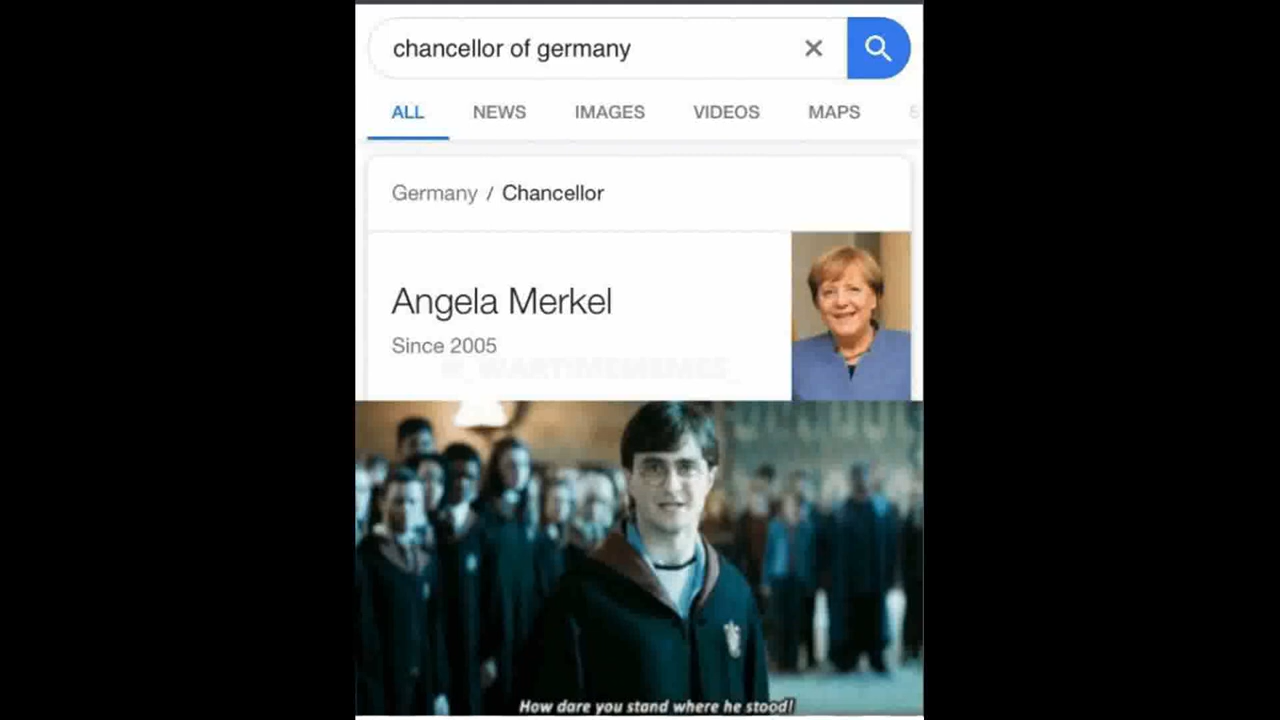 chancellor of germany
ALL NEWS IMAGES VIDEOS MAPS
Germany / Chancellor
Angela Merkel
Since 2005
How dare you stand where he stood!